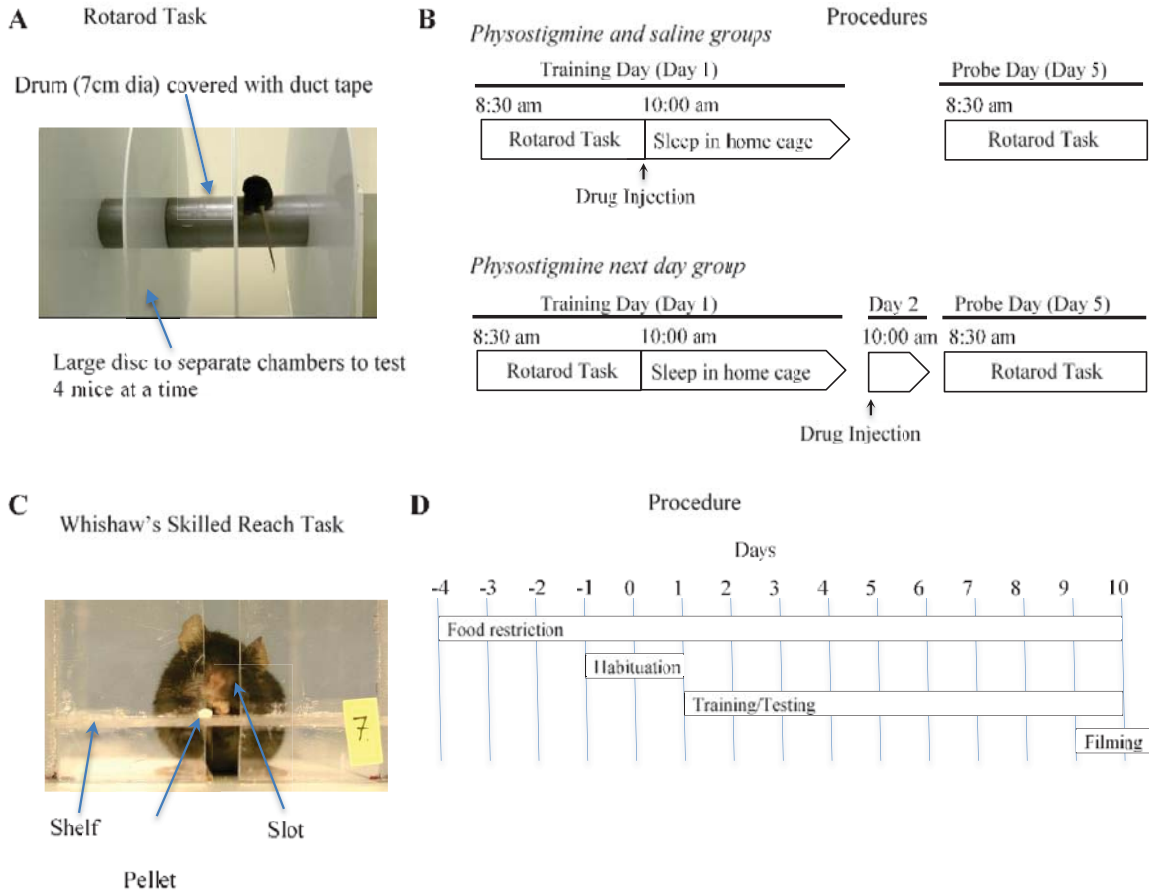 A
Rotarod Task
Drum (7cm dia) covered with duct tape
Large disc to separate chambers to test
4 mice at a time
B
Procedures
Physostigmine and saline groups
Training Day (Day 1)
Probe Day (Day 5)
8:30 am
10:00 am
8:30 am
Rotarod Task
Sleep in home cage
Rotarod Task
Drug Injection
Physostigmine next day group
Training Day (Day 1)
Day 2
Probe Day (Day 5)
8:30 am
10:00 am
10:00 am
8:30 am
Rotarod Task
Sleep in home cage
Rotarod Task
Drug Injection
C
Whishaw's Skilled Reach Task
7
Shelf
Slot
Pellet
D
Procedure
Days
-4 -3 -2 -1 0 1 2 3 4 5 6 7 8 9 10
Food restriction
Habituation
Training/Testing
Filming